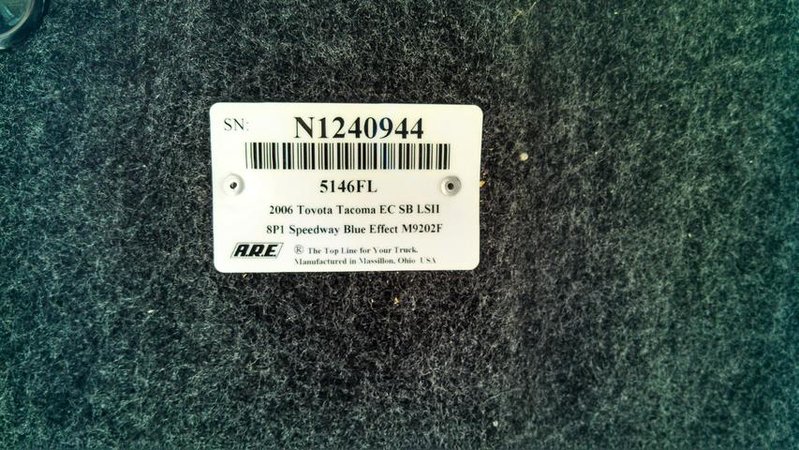 SN: N1240944
5146FL
2006 Toyota Tacoma EC SB LSII
8P1 Speedway Blue Effect M9202F
A.R.E ® The Top Line for Your Truck.
Manufactured in Massillon, Ohio USA